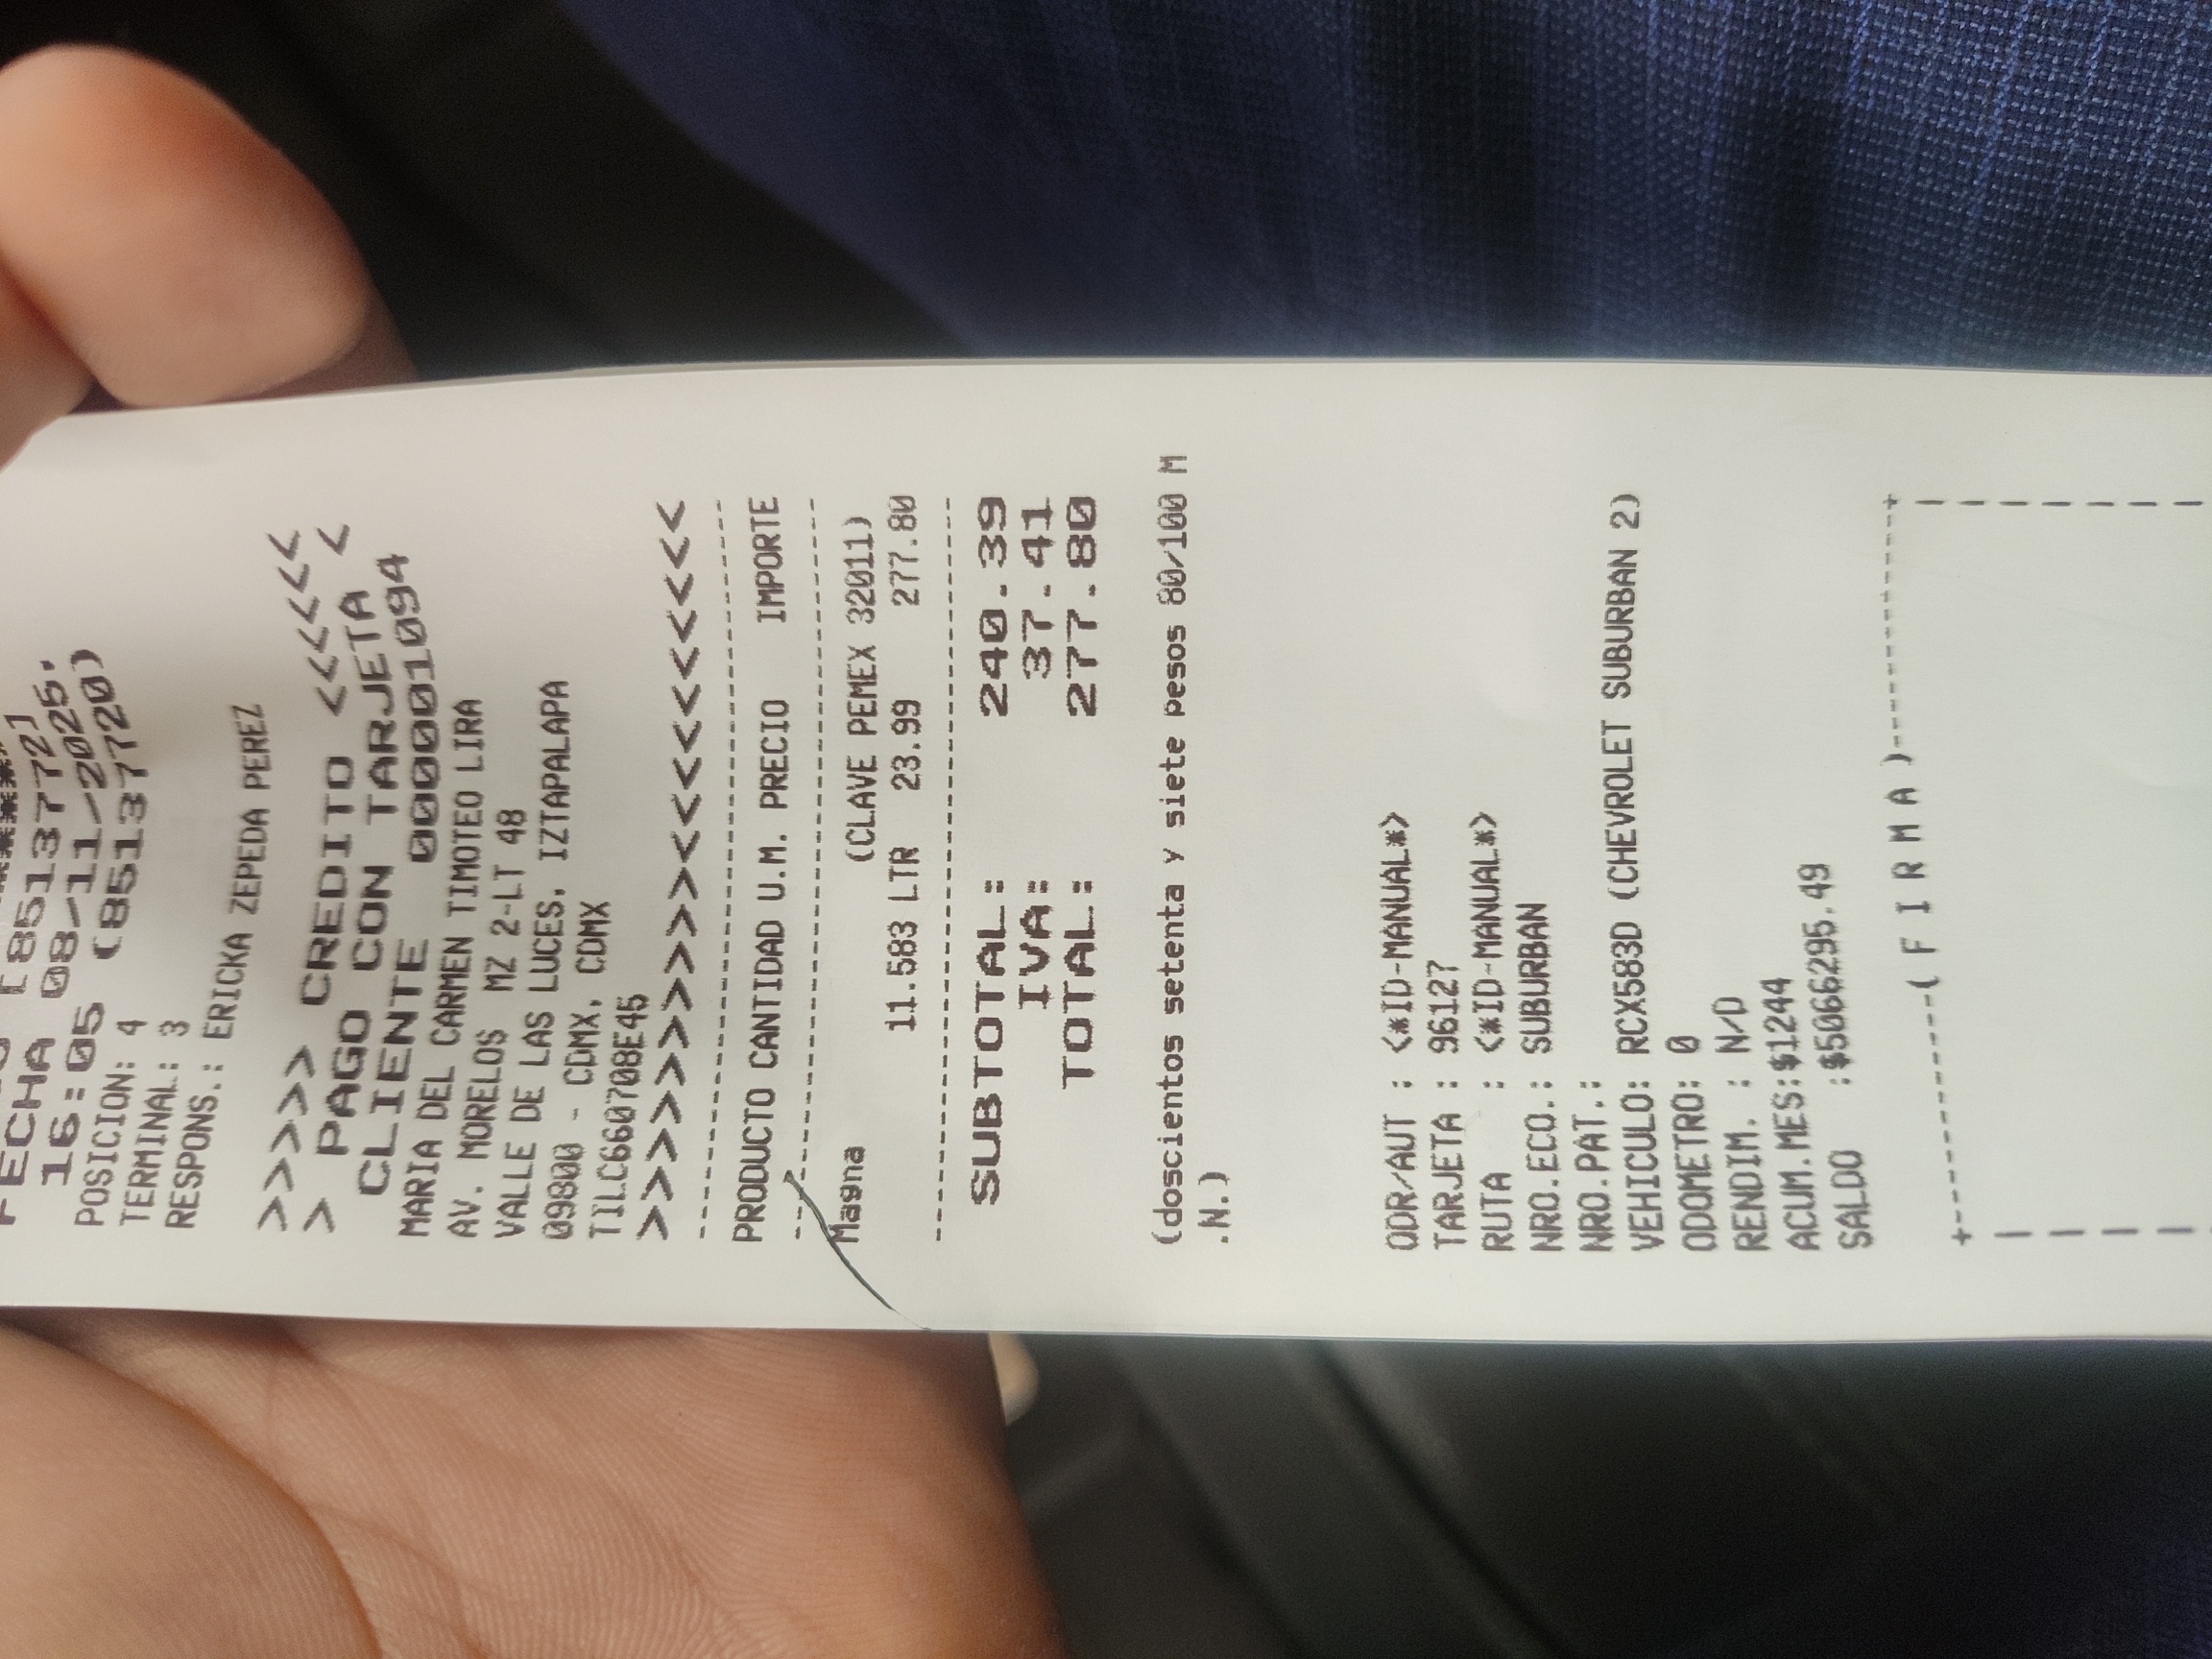 [8513772]
FECHA 08/11/2025,
16:05 (85137720)
POSICION: 4
TERMINAL: 3
RESPONS.: ERICKA ZEPEDA PEREZ
>>>>> CREDITO <<<<<
> PAGO CON TARJETA <
CLIENTE 0000001094
MARIA DEL CARMEN TIMOTEO LIRA
AV. MORELOS MZ 2-LT 48
VALLE DE LAS LUCES, IZTAPALAPA
09800 - CDMX, CDMX
TILC660708E45
>>>>>>>>><<<<<<<<<
PRODUCTO CANTIDAD U.M. PRECIO IMPORTE
Magna (CLAVE PEMEX 32011)
11.583 LTR 23.99 277.80
SUBTOTAL: 240.39
IVA: 37.41
TOTAL: 277.80
(doscientos setenta y siete pesos 80/100 M
.N.)
ODR/AUT : <*ID-MANUAL*>
TARJETA : 96127
RUTA : <*ID-MANUAL*>
NRO.ECO.: SUBURBAN
NRO.PAT.:
VEHICULO: RCX583D (CHEVROLET SUBURBAN 2)
ODOMETRO: 0
RENDIM. : N/D
ACUM.MES:$1244
SALDO :$5066295.49
+---------( F I R M A )---------+